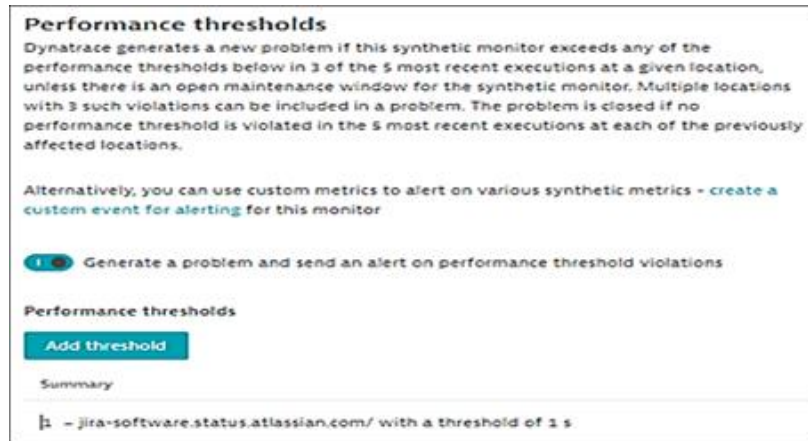 Performance thresholds
Dynatrace generates a new problem if this synthetic monitor exceeds any of the
performance thresholds below in 3 of the 5 most recent executions at a given location,
unless there is an open maintenance window for the synthetic monitor. Multiple locations
with 3 such violations can be included in a problem. The problem is closed if no
performance threshold is violated in the 5 most recent executions at each of the previously
affected locations.
Alternatively, you can use custom metrics to alert on various synthetic metrics - create a
custom event for alerting for this monitor
Generate a problem and send an alert on performance threshold violations
Performance thresholds
Add threshold
Summary
1 - jira-software.status.atlassian.com/ with a threshold of 1 s